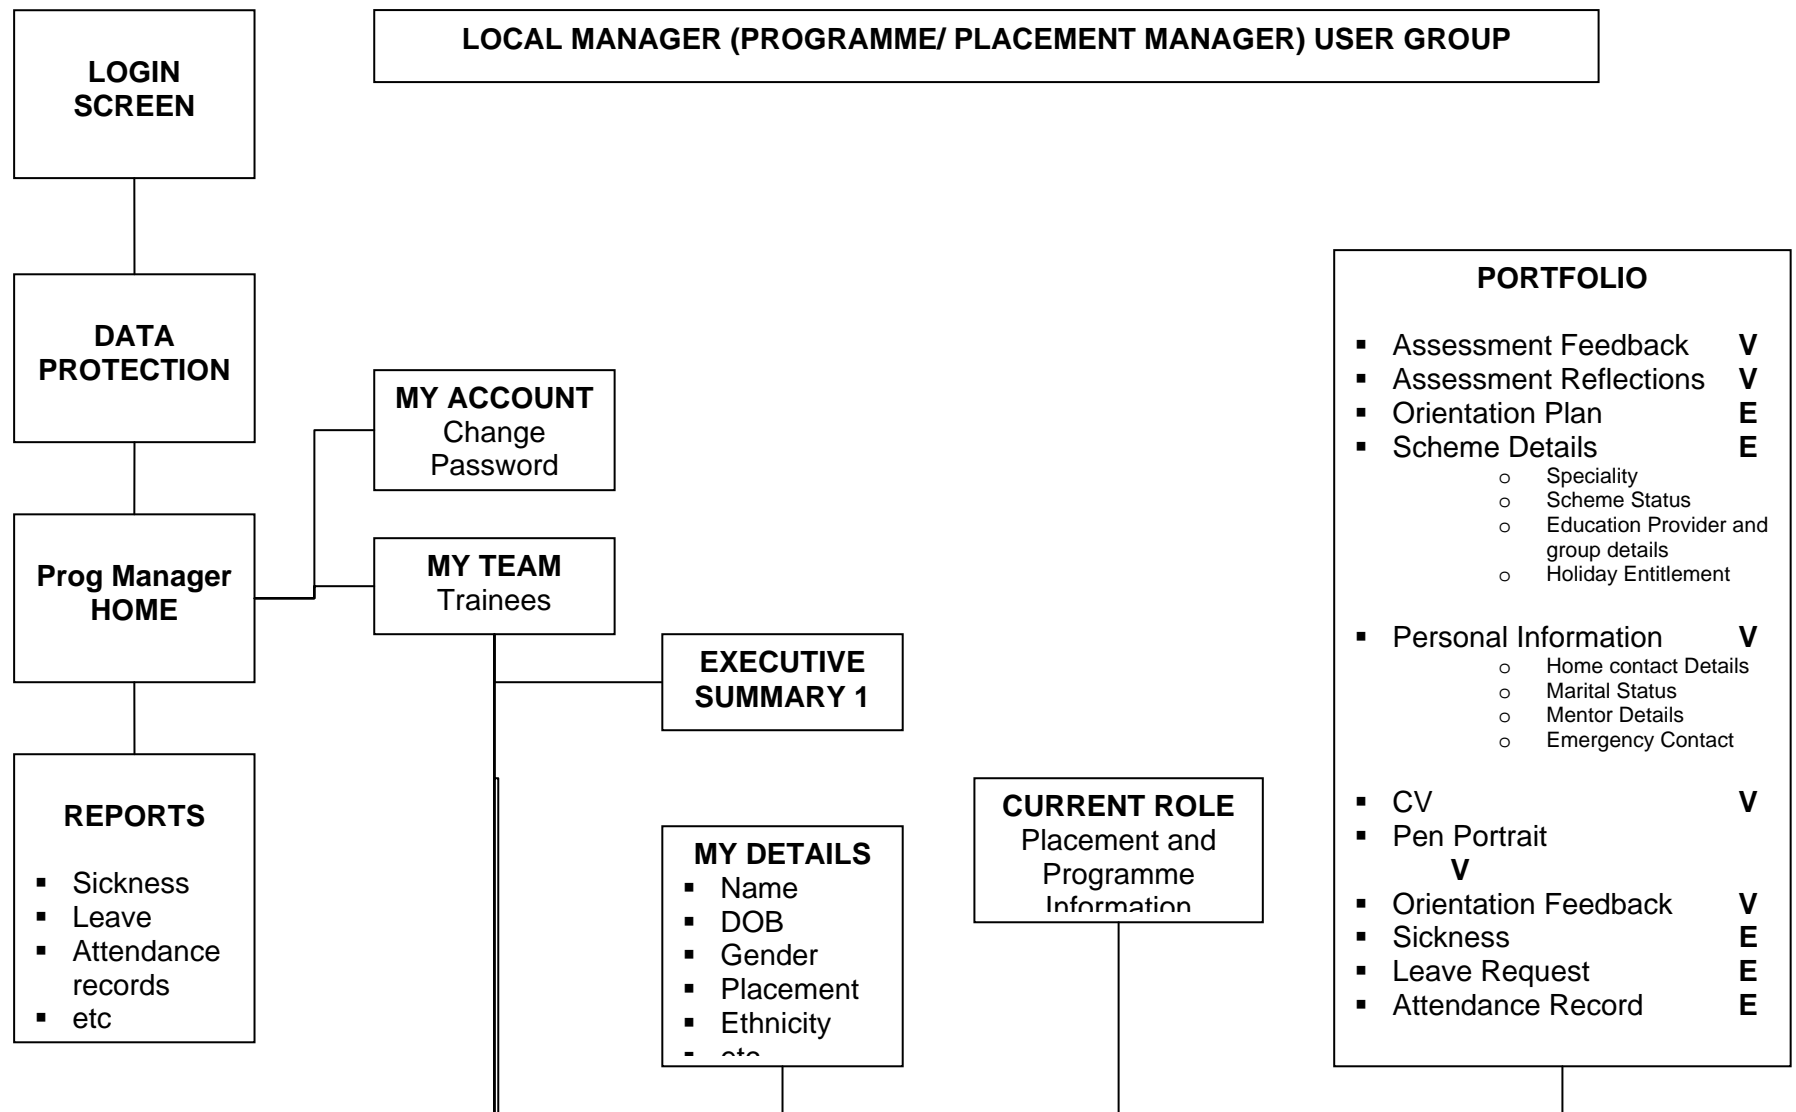 LOGIN
SCREEN
LOCAL MANAGER (PROGRAMME/ PLACEMENT MANAGER) USER GROUP
DATA
PROTECTION
MY ACCOUNT
Change
Password
Prog Manager
HOME
MY TEAM
Trainees
EXECUTIVE
SUMMARY 1
REPORTS
▪ Sickness
▪ Leave
▪ Attendance
records
▪ etc
MY DETAILS
▪ Name
▪ DOB
▪ Gender
▪ Placement
▪ Ethnicity
▪ etc
CURRENT ROLE
Placement and
Programme
Information
PORTFOLIO
▪ Assessment Feedback V
▪ Assessment Reflections V
▪ Orientation Plan E
▪ Scheme Details E
o Speciality
o Scheme Status
o Education Provider and
group details
o Holiday Entitlement
▪ Personal Information V
o Home contact Details
o Marital Status
o Mentor Details
o Emergency Contact
▪ CV V
▪ Pen Portrait
V
▪ Orientation Feedback V
▪ Sickness E
▪ Leave Request E
▪ Attendance Record E